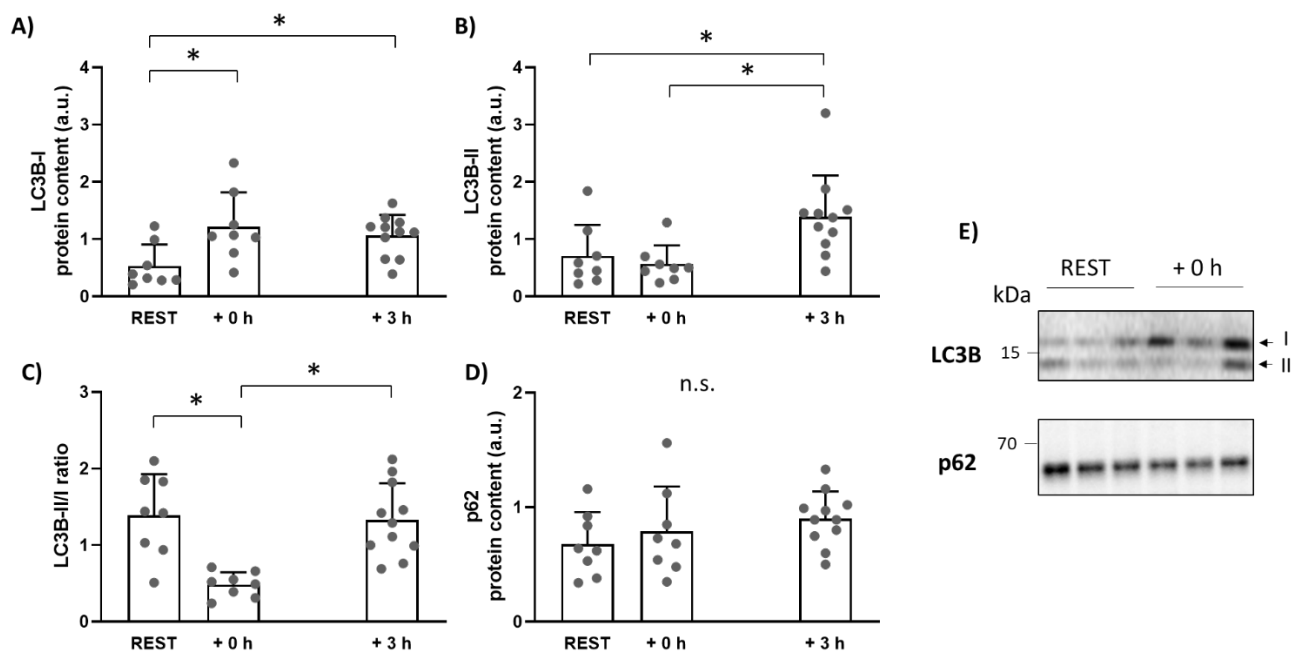 A)
*
*
LC3B-I
protein content (a.u.)
4
3
2
1
0
REST
+ 0 h
+ 3 h
B)
*
*
LC3B-II
protein content (a.u.)
4
3
2
1
0
REST
+ 0 h
+ 3 h
C)
*
*
LC3B-II/I ratio
3
2
1
0
REST
+ 0 h
+ 3 h
D)
n.s.
p62
protein content (a.u.)
2
1
0
REST
+ 0 h
+ 3 h
E)
REST
+ 0 h
kDa
LC3B
15
I
II
70
p62